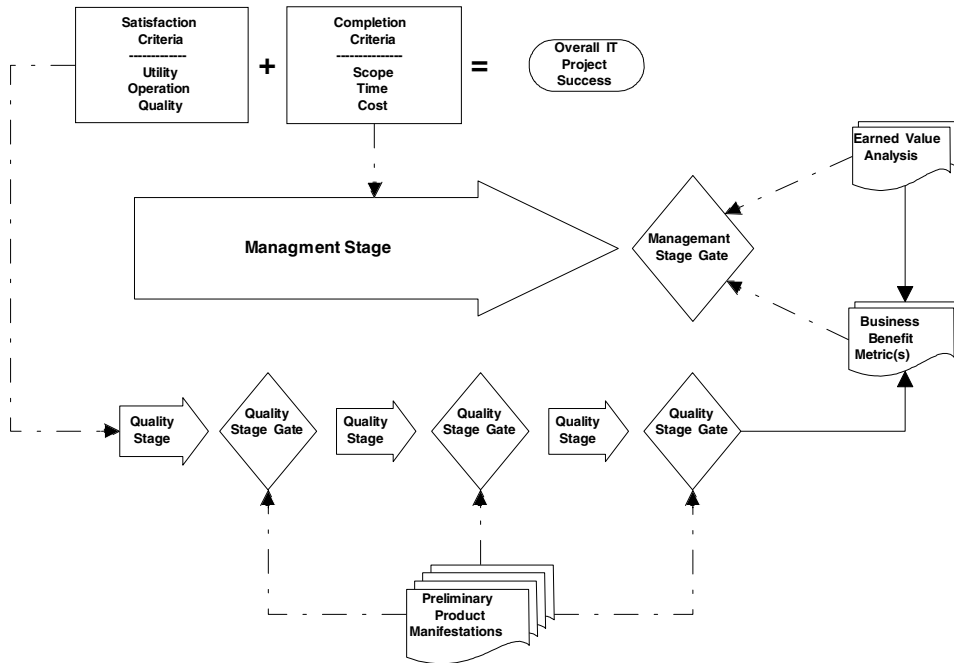 Satisfaction
Criteria
-------------
Utility
Operation
Quality
+
Completion
Criteria
---------------
Scope
Time
Cost
=
Overall IT
Project
Success
Earned Value
Analysis
Managment Stage
Managemant
Stage Gate
Business
Benefit
Metric(s)
Quality
Stage
Quality
Stage Gate
Quality
Stage
Quality
Stage Gate
Quality
Stage
Quality
Stage Gate
Preliminary
Product
Manifestations